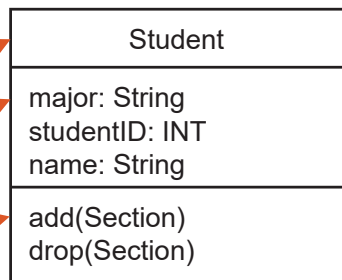 Student
major: String
studentID: INT
name: String
add(Section)
drop(Section)